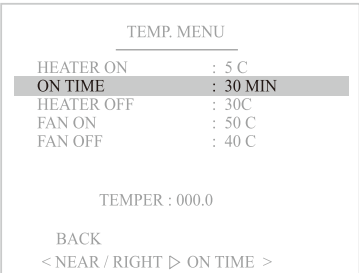 TEMP. MENU
HEATER ON : 5 C
ON TIME : 30 MIN
HEATER OFF : 30C
FAN ON : 50 C
FAN OFF : 40 C
TEMPER : 000.0
BACK
< NEAR / RIGHT ▷ ON TIME >